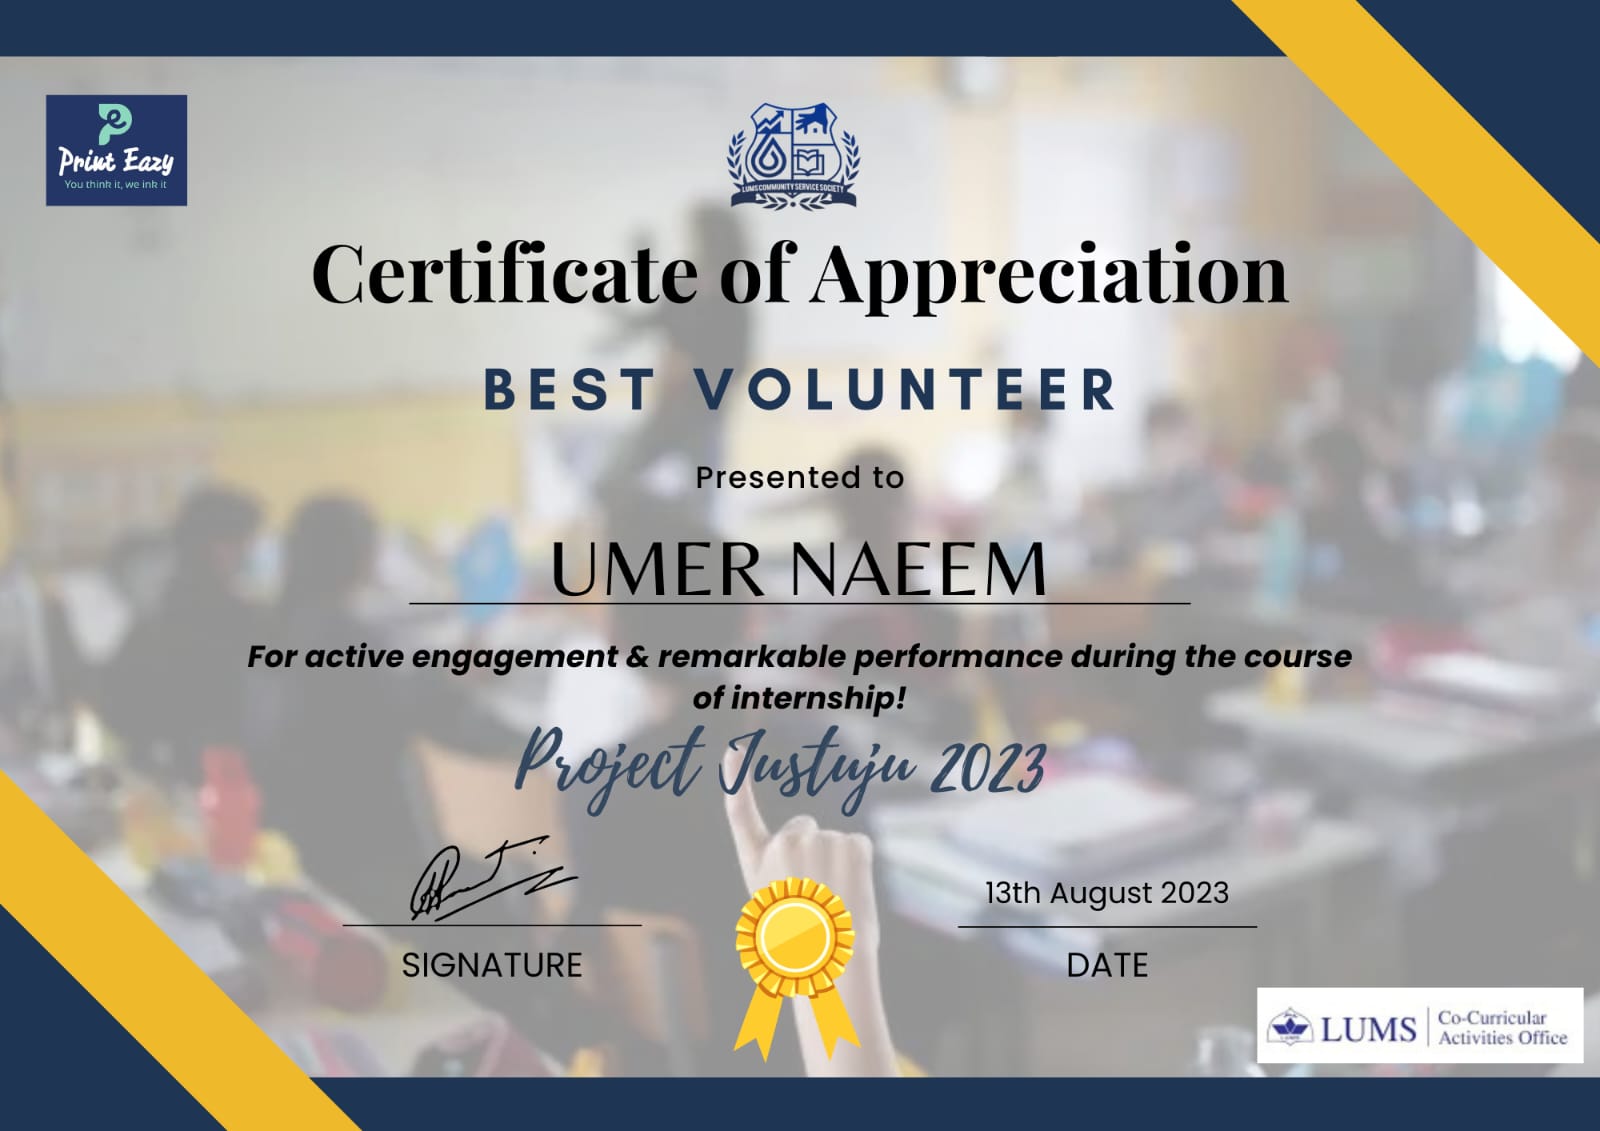 Print Eazy
You think it, we ink it
LUMS COMMUNITY SERVICE SOCIETY
Certificate of Appreciation
BEST VOLUNTEER
Presented to
UMER NAEEM
For active engagement & remarkable performance during the course
of internship!
Project Justuju 2023
13th August 2023
SIGNATURE
DATE
LUMS
Co-Curricular
Activities Office